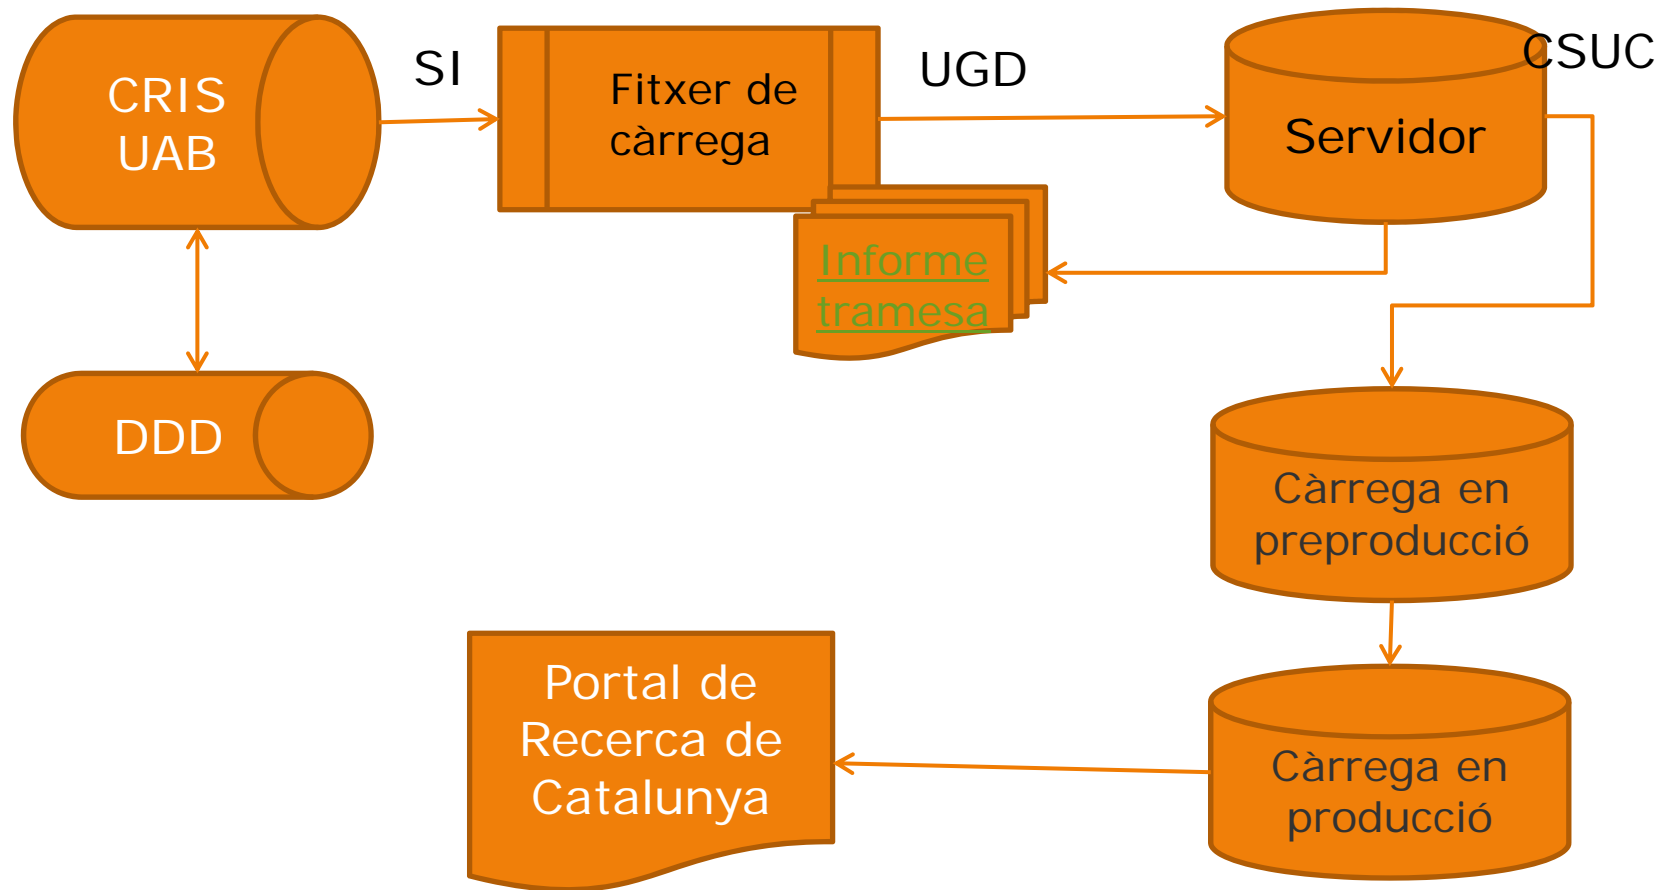 CRIS
UAB
SI
Fitxer de
càrrega
UGD
Servidor
CSUC
Informe
tramesa
DDD
Càrrega en
preproducció
Càrrega en
producció
Portal de
Recerca de
Catalunya